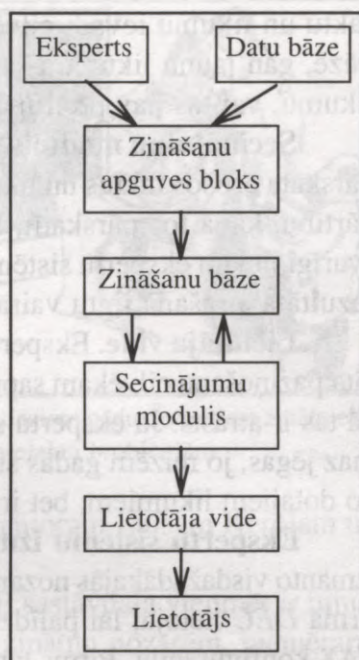 Eksperts
Datu bāze
Zināšanu
apguves bloks
Zināšanu bāze
Secinājumu
modulis
Lietotāja vide
Lietotājs